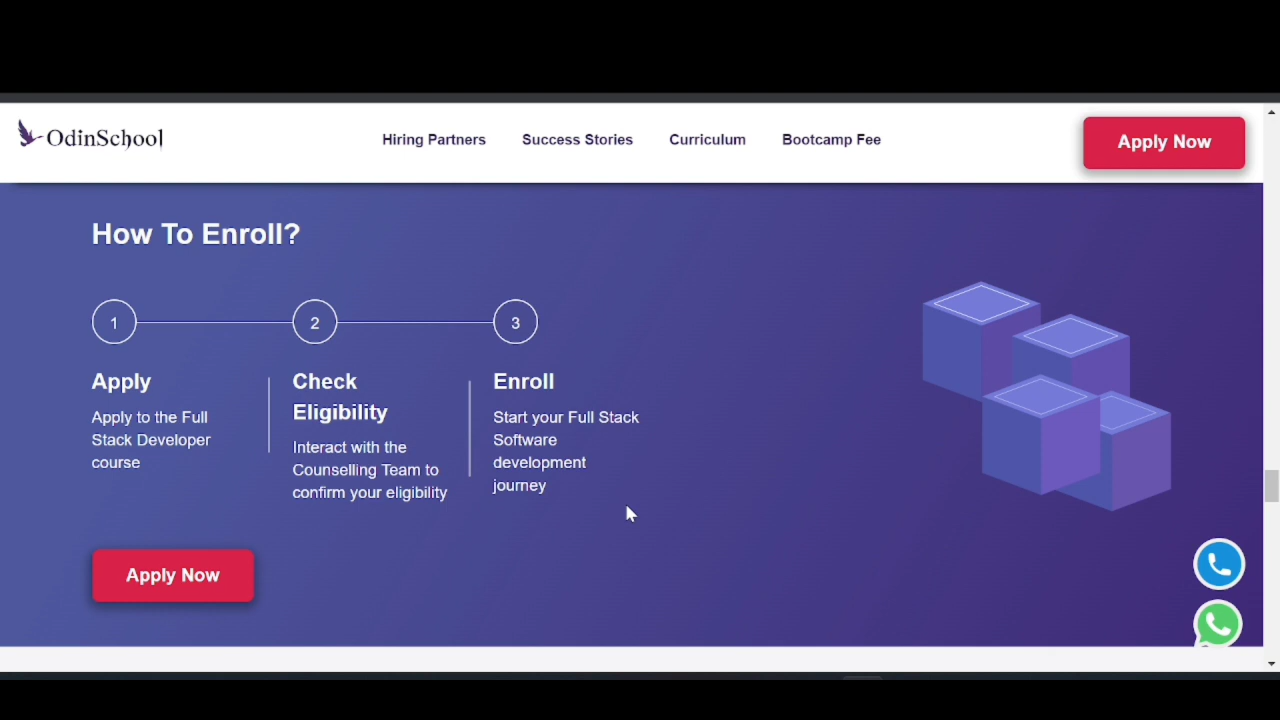 OdinSchool
Hiring Partners
Success Stories
Curriculum
Bootcamp Fee
Apply Now
How To Enroll?
1
2
3
Apply
Apply to the Full
Stack Developer
course
Check
Eligibility
Interact with the
Counselling Team to
confirm your eligibility
Enroll
Start your Full Stack
Software
development
journey
Apply Now